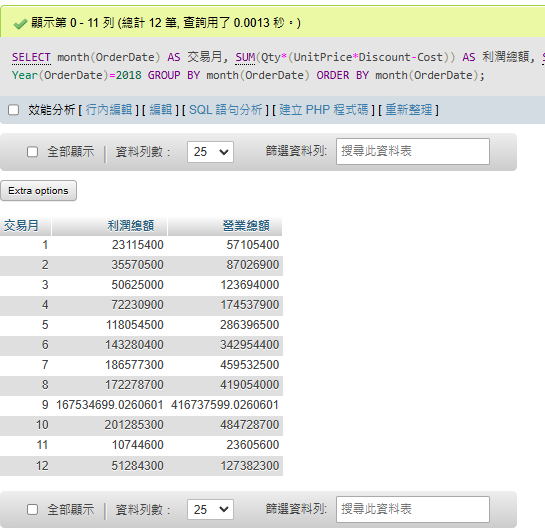 顯示第 0 - 11 列 (總計 12 筆, 查詢用了 0.0013 秒。)
SELECT month(OrderDate) AS 交易月, SUM(Qty*(UnitPrice*Discount-Cost)) AS 利潤總額,
Year(OrderDate)=2018 GROUP BY month(OrderDate) ORDER BY month(OrderDate);
效能分析 [ 行內編輯 ] [ 編輯 ] [ SQL 語句分析 ] [ 建立 PHP 程式碼 ] [ 重新整理 ]
全部顯示 | 資料列數： 25 篩選資料列: 搜尋此資料表
Extra options
交易月 利潤總額 營業總額
1 23115400 57105400
2 35570500 87026900
3 50625000 123694000
4 72230900 174537900
5 118054500 286396500
6 143280400 342954400
7 186577300 459532500
8 172278700 419054000
9 167534699.0260601 416737599.0260601
10 201285300 484728700
11 10744600 23605600
12 51284300 127382300
全部顯示 | 資料列數： 25 篩選資料列: 搜尋此資料表